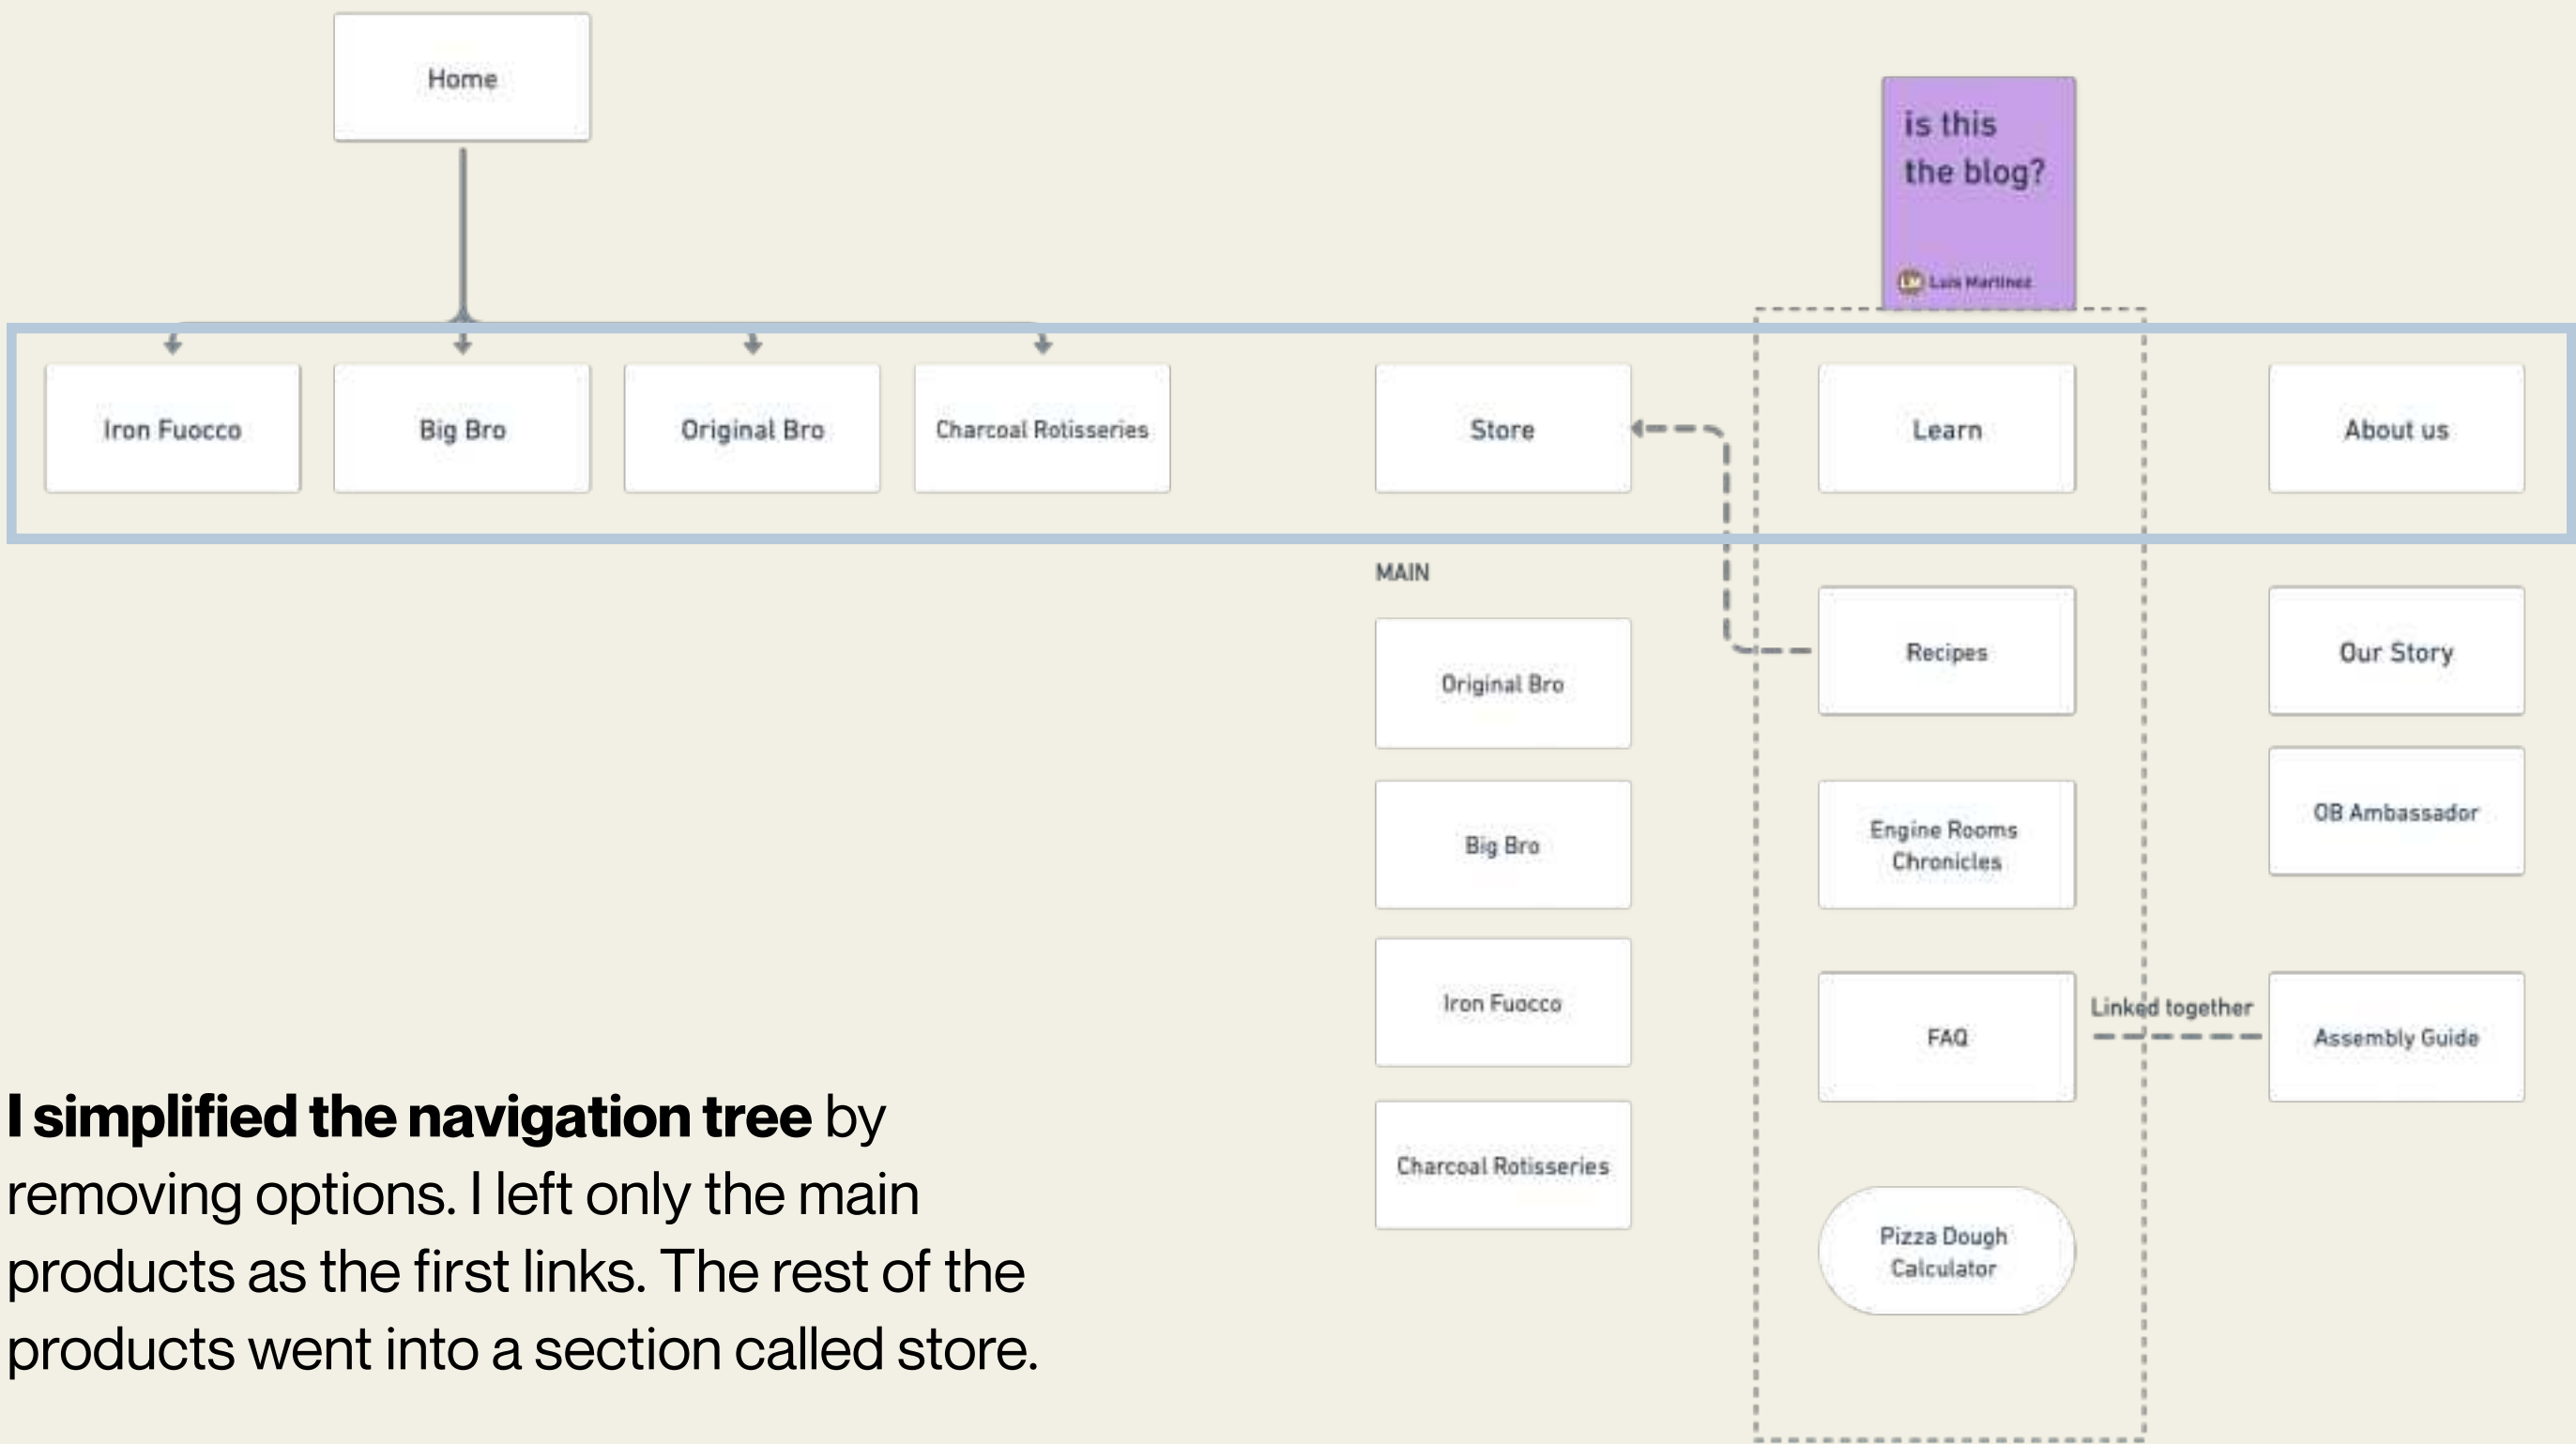 Home
is this
the blog?
LM Luis Martinez
Iron Fuocco
Big Bro
Original Bro
Charcoal Rotisseries
Store
Learn
About us
MAIN
Original Bro
Big Bro
Iron Fuocco
Charcoal Rotisseries
Recipes
Engine Rooms
Chronicles
FAQ
Linked together
Pizza Dough
Calculator
Our Story
OB Ambassador
Assembly Guide
I simplified the navigation tree by
removing options. I left only the main
products as the first links. The rest of the
products went into a section called store.